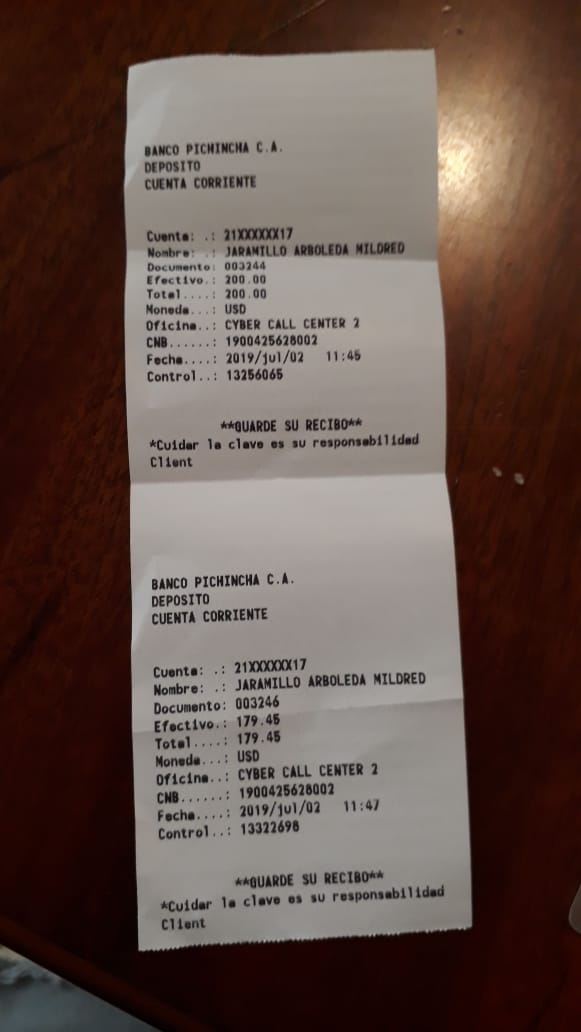 BANCO PICHINCHA C.A.
DEPOSITO
CUENTA CORRIENTE
Cuenta: .: 21XXXXXX17
Nombre: .: JARAMILLO ARBOLEDA MILDRED
Documento: 003244
Efectivo.: 200.00
Total....: 200.00
Moneda...: USD
Oficina..: CYBER CALL CENTER 2
CNB......: 1900425628002
Fecha....: 2019/jul/02 11:45
Control..: 13256065
**GUARDE SU RECIBO**
*Cuidar la clave es su responsabilidad
Client
BANCO PICHINCHA C.A.
DEPOSITO
CUENTA CORRIENTE
Cuenta: .: 21XXXXXX17
Nombre: .: JARAMILLO ARBOLEDA MILDRED
Documento: 003246
Efectivo.: 179.45
Total....: 179.45
Moneda...: USD
Oficina..: CYBER CALL CENTER 2
CNB......: 1900425628002
Fecha....: 2019/jul/02 11:47
Control..: 13322698
**GUARDE SU RECIBO**
*Cuidar la clave es su responsabilidad
Client